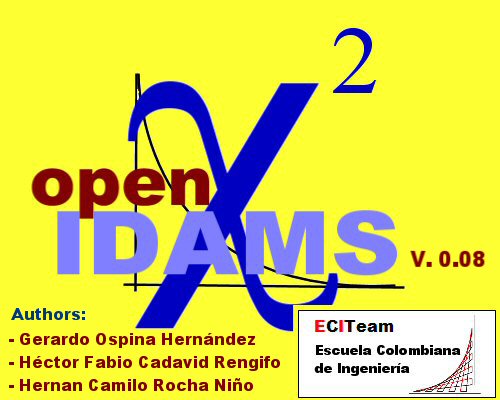 χ²
open
IDAMS
V. 0.08
Authors:
- Gerardo Ospina Hernández
- Héctor Fabio Cadavid Rengifo
- Hernan Camilo Rocha Niño
ECITeam
Escuela Colombiana
de Ingeniería